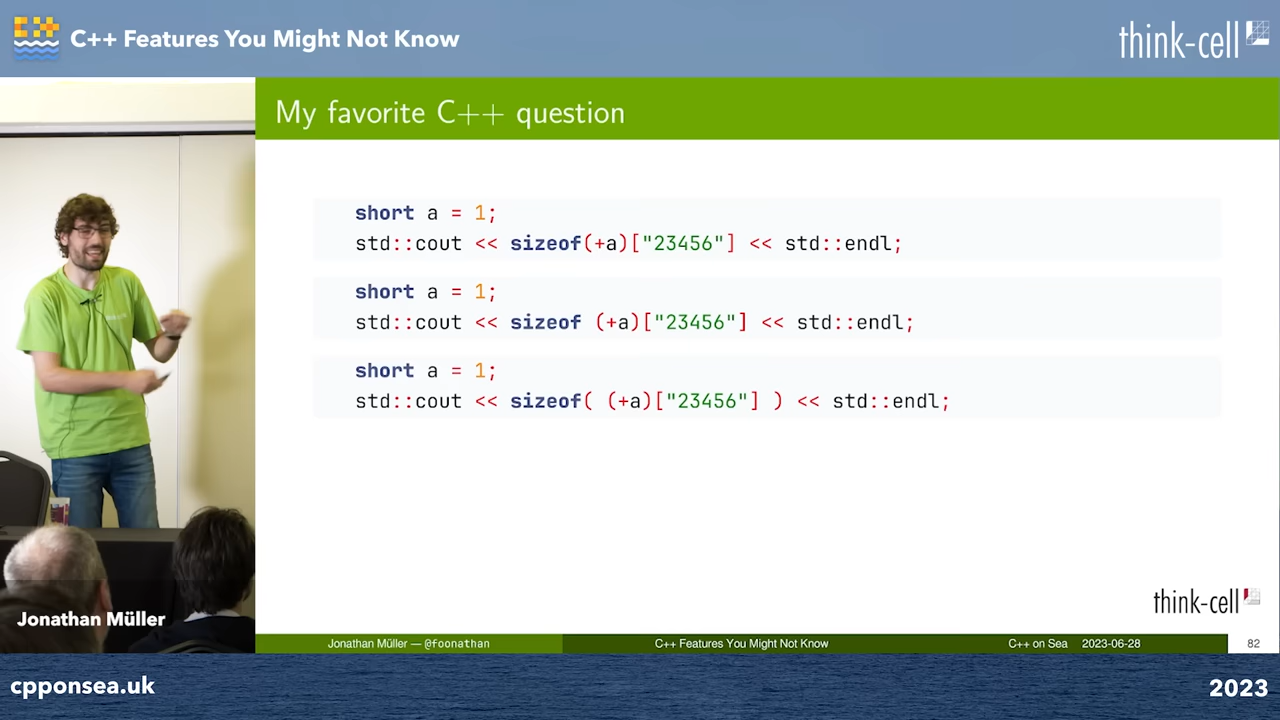 C++
C++ Features You Might Not Know
think-cell
My favorite C++ question
short a = 1;
std::cout << sizeof(+a)["23456"] << std::endl;
short a = 1;
std::cout << sizeof (+a)["23456"] << std::endl;
short a = 1;
std::cout << sizeof( (+a)["23456"] ) << std::endl;
think-cell
Jonathan Müller
Jonathan Müller — @foonathan C++ Features You Might Not Know C++ on Sea 2023-06-28 82
cpponsea.uk
2023